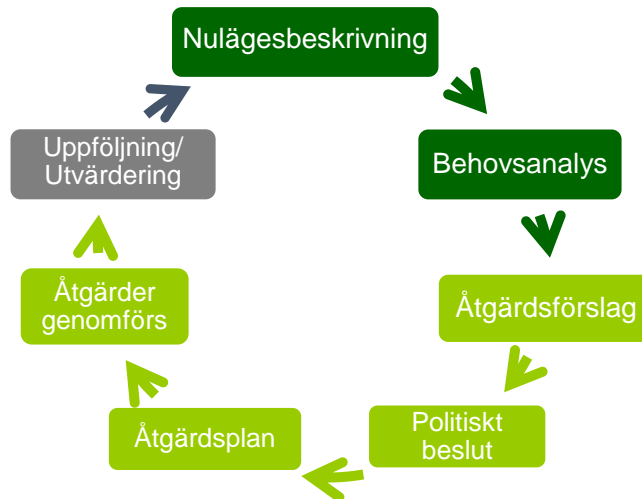 Nulägesbeskrivning
Behovsanalys
Åtgärdsförslag
Politiskt
beslut
Åtgärdsplan
Åtgärder
genomförs
Uppföljning/
Utvärdering